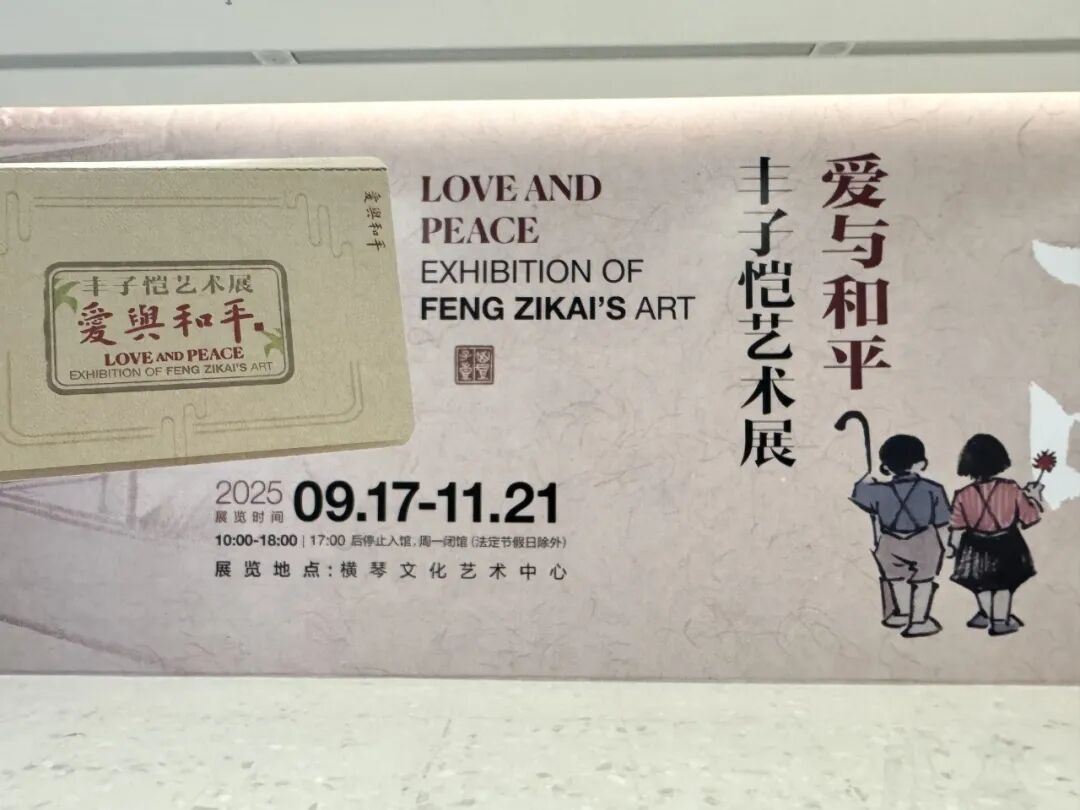 愛與和平
丰子恺艺术展
愛與和平
LOVE AND PEACE
EXHIBITION OF FENG ZIKAI'S ART
LOVE AND
PEACE
EXHIBITION OF
FENG ZIKAI'S ART
爱与和平
丰子恺艺术展
2025 09.17-11.21
展览时间
10:00-18:00 | 17:00 后停止入馆,周一闭馆(法定节假日除外)
展览地点:横琴文化艺术中心